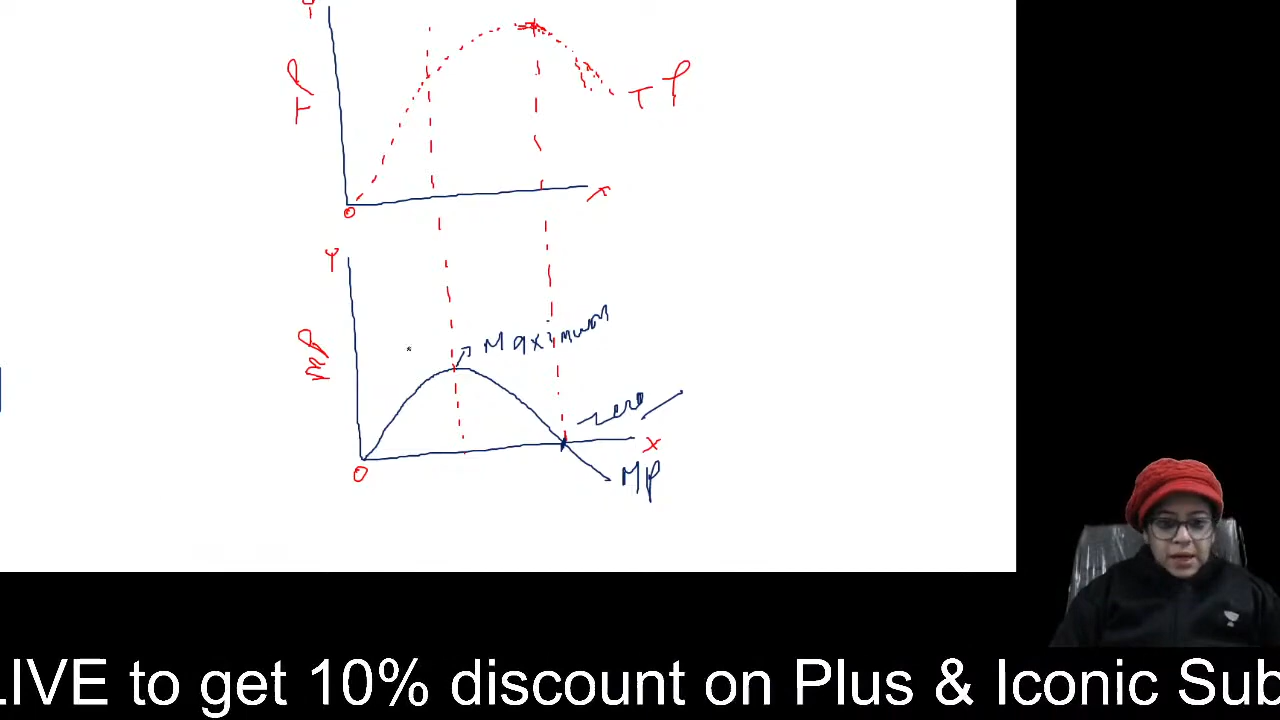 Y
TP
TP
O
X
Y
Maximum
MP
Zero
X
O
MP
LIVE to get 10% discount on Plus & Iconic Sub